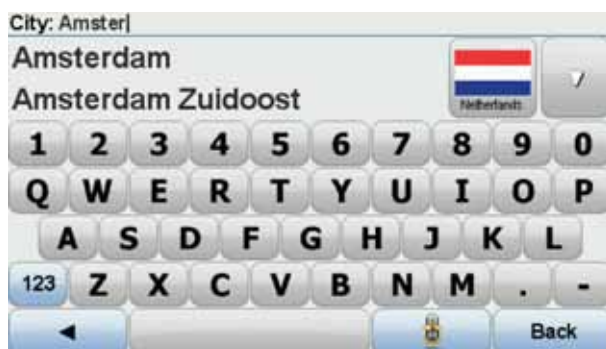 City: Amster
Amsterdam
Amsterdam Zuidoost
Netherlands
1 2 3 4 5 6 7 8 9 0
Q W E R T Y U I O P
A S D F G H J K L
123 Z X C V B N M . -
Back